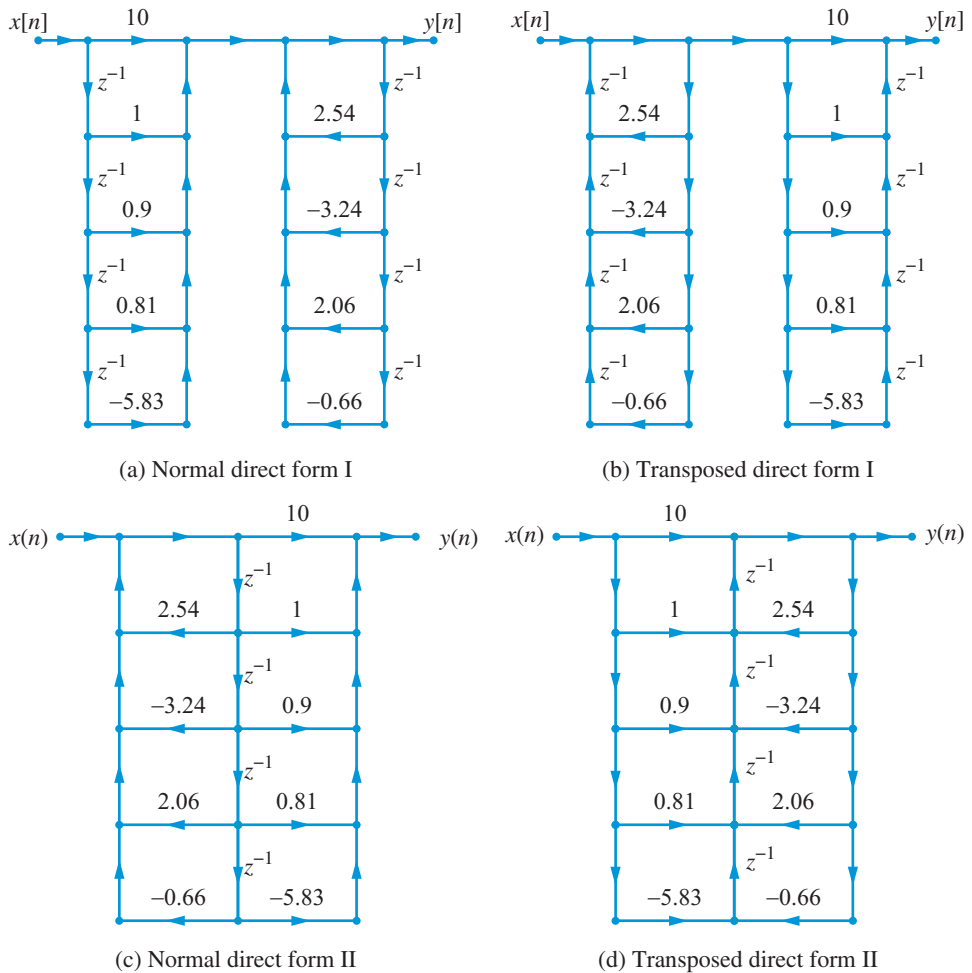 10 10
x[n] y[n] x[n] y[n]
z⁻¹ z⁻¹ z⁻¹ z⁻¹
1 2.54 2.54 1
z⁻¹ z⁻¹ z⁻¹ z⁻¹
0.9 −3.24 −3.24 0.9
z⁻¹ z⁻¹ z⁻¹ z⁻¹
0.81 2.06 2.06 0.81
z⁻¹ z⁻¹ z⁻¹ z⁻¹
−5.83 −0.66 −0.66 −5.83
(a) Normal direct form I (b) Transposed direct form I
10 10
x(n) y(n) x(n) y(n)
z⁻¹ z⁻¹
2.54 1 1 2.54
z⁻¹ z⁻¹
−3.24 0.9 0.9 −3.24
z⁻¹ z⁻¹
2.06 0.81 0.81 2.06
z⁻¹ z⁻¹
−0.66 −5.83 −5.83 −0.66
(c) Normal direct form II (d) Transposed direct form II